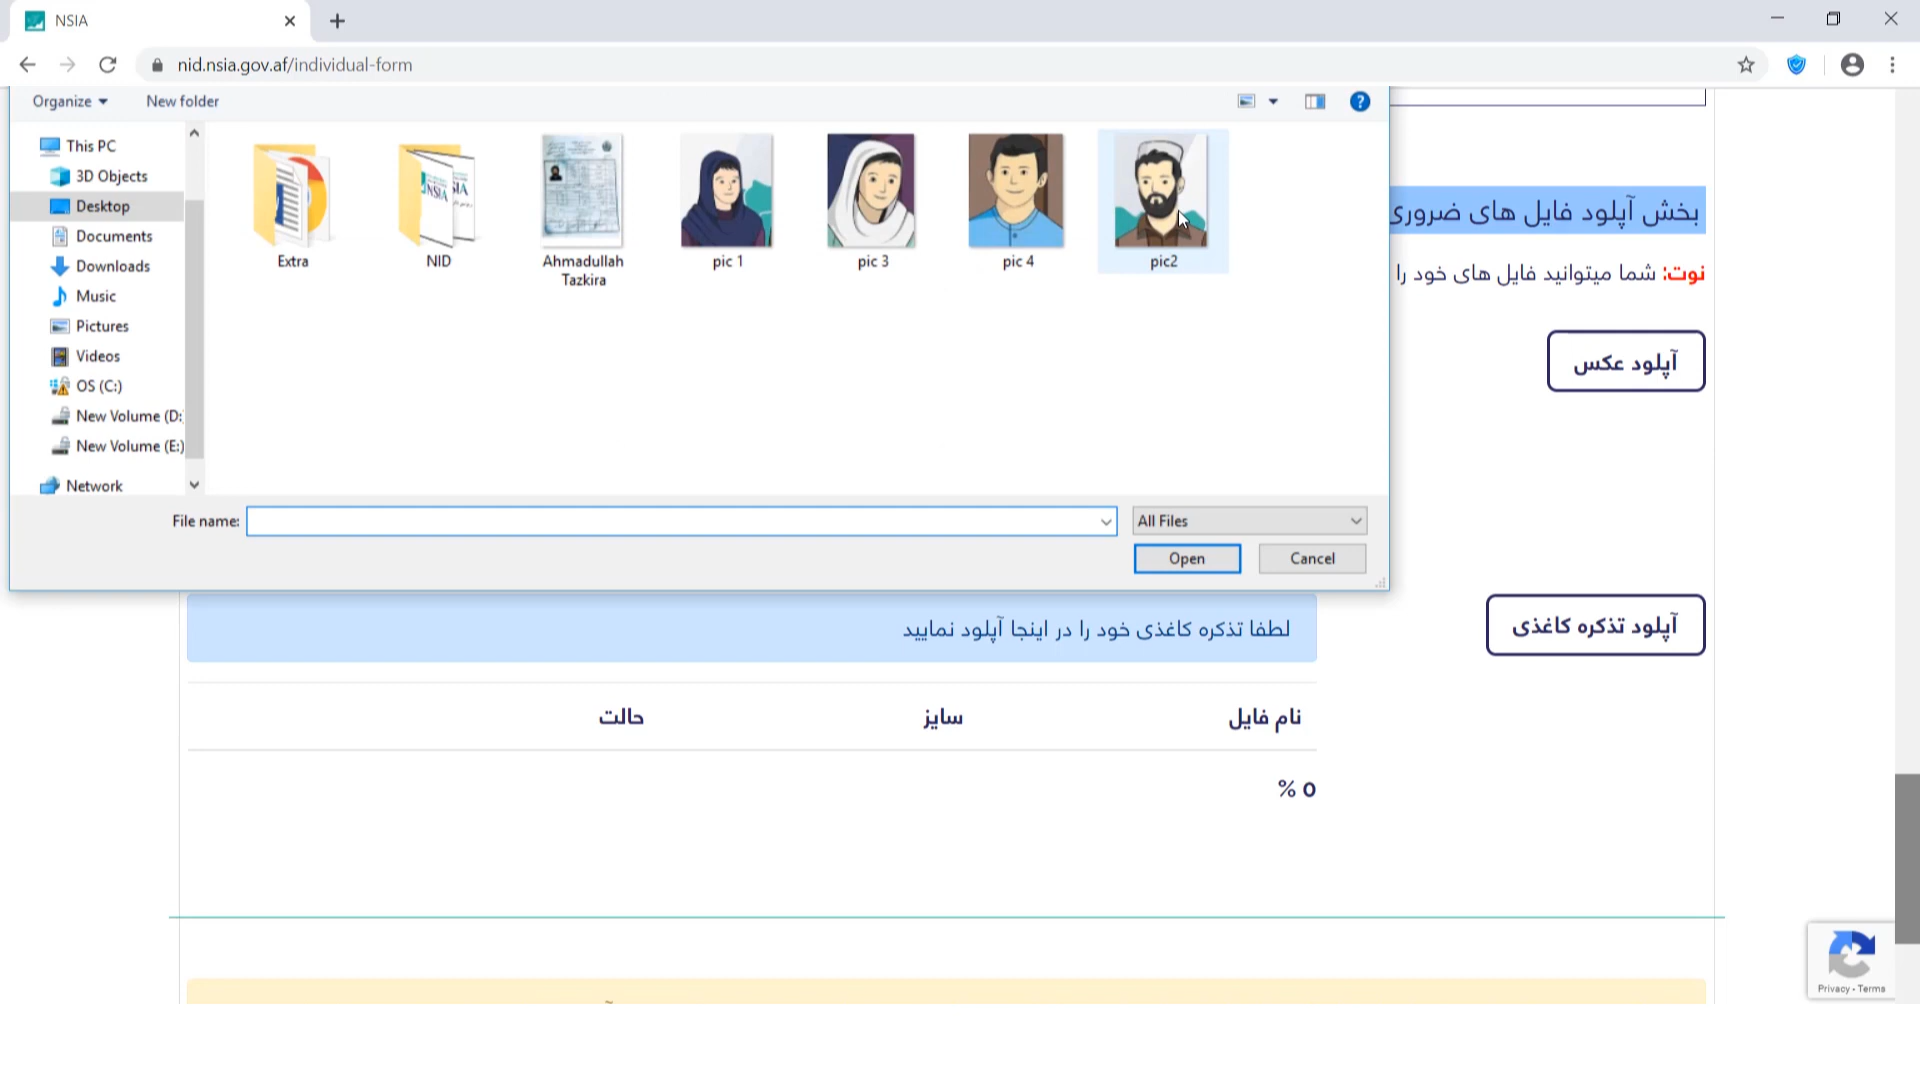 NSIA
nid.nsia.gov.af/individual-form
Organize
New folder
This PC
3D Objects
Desktop
Documents
Downloads
Music
Pictures
Videos
OS (C:)
New Volume (D:
New Volume (E:)
Network
Extra
NID
Ahmadullah
Tazkira
pic 1
pic 3
pic 4
pic2
File name:
All Files
Open
Cancel
بخش آپلود فایل های ضروری
نوت: شما میتوانید فایل های خود را
آپلود عکس
آپلود تذکره کاغذی
لطفا تذکره کاغذی خود را در اینجا آپلود نمایید
نام فایل سایز حالت
% 0
Privacy - Terms